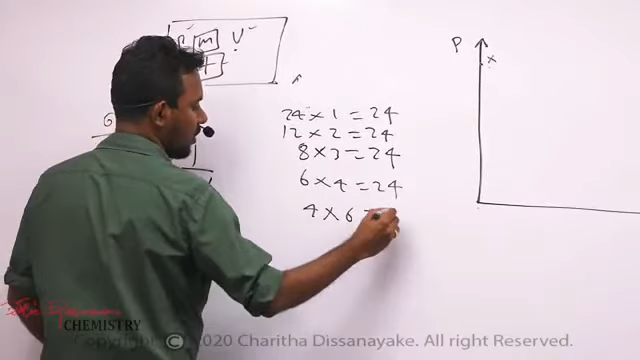 P m V
24 × 1 = 24
12 × 2 = 24
8 × 3 = 24
6 × 4 = 24
4 × 6 =
P
x
CHEMISTRY
Copyright © 2020 Charitha Dissanayake. All right Reserved.